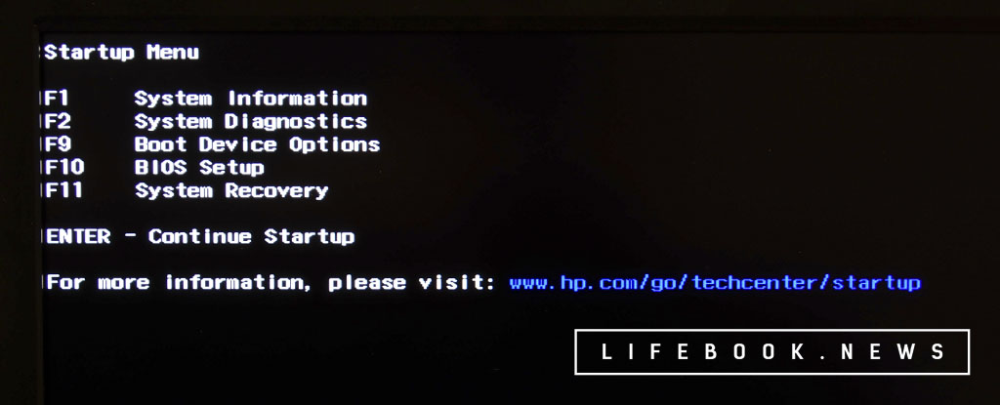 Startup Menu
F1 System Information
F2 System Diagnostics
F9 Boot Device Options
F10 BIOS Setup
F11 System Recovery
ENTER - Continue Startup
For more information, please visit: www.hp.com/go/techcenter/startup
LIFEBOOK.NEWS